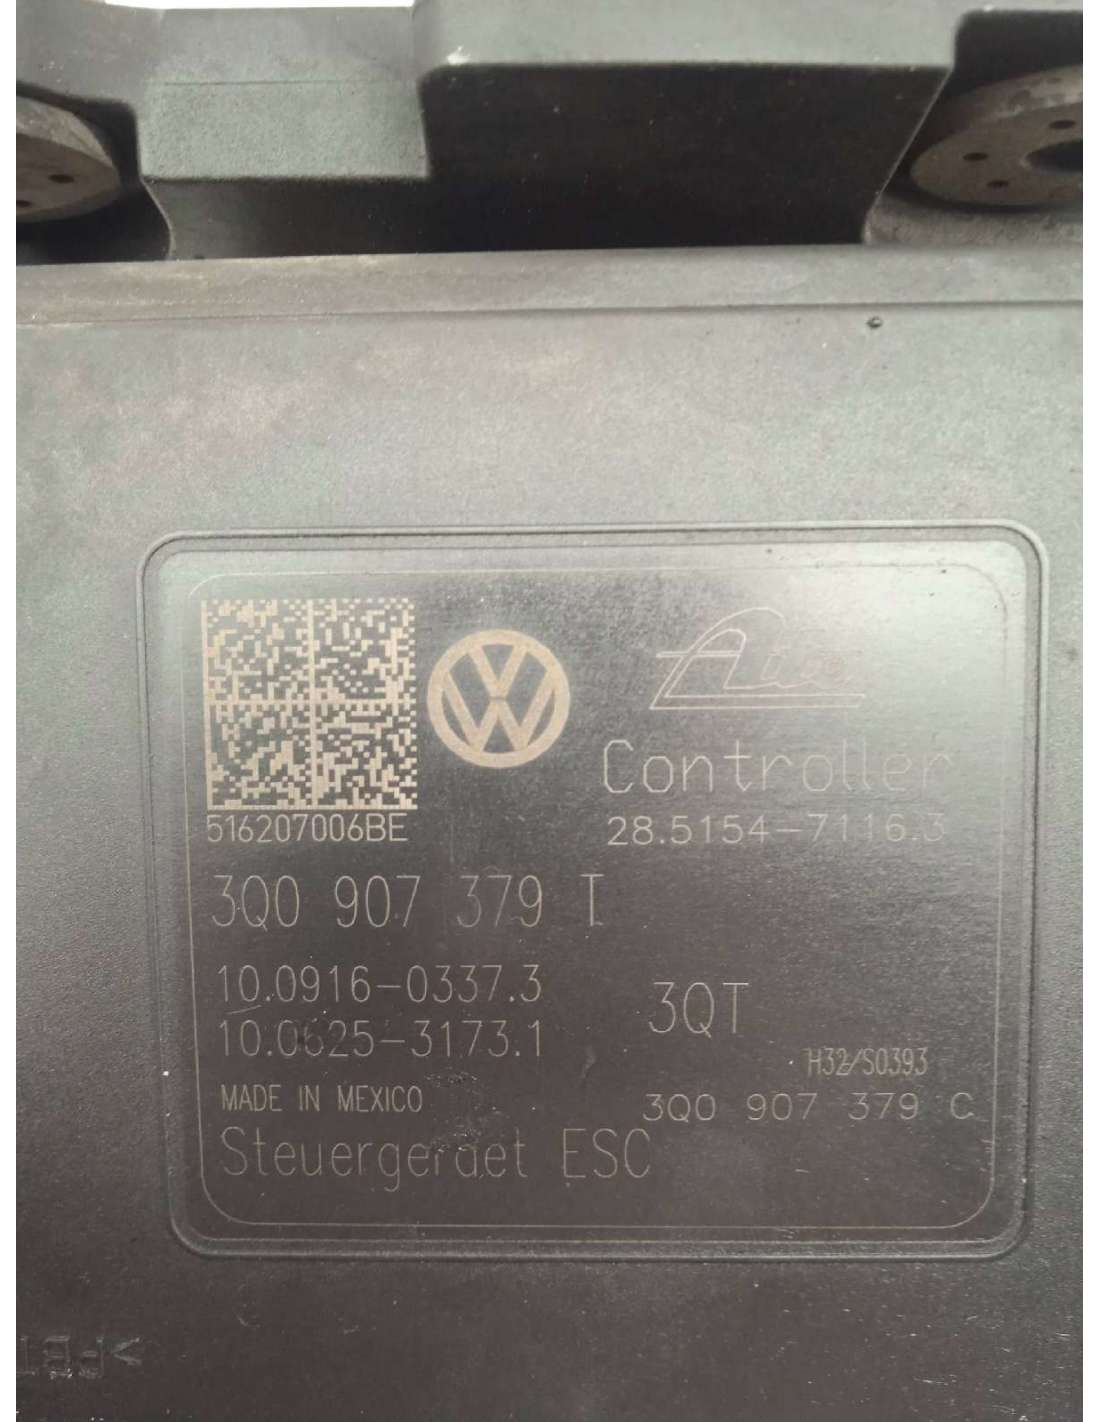 Ate
Controller
516207006BE
28.5154-7116.3
3Q0 907 379 T
10.0916-0337.3
3QT
10.0625-3173.1
H32/S0393
MADE IN MEXICO
3Q0 907 379 C
Steuergeraet ESC